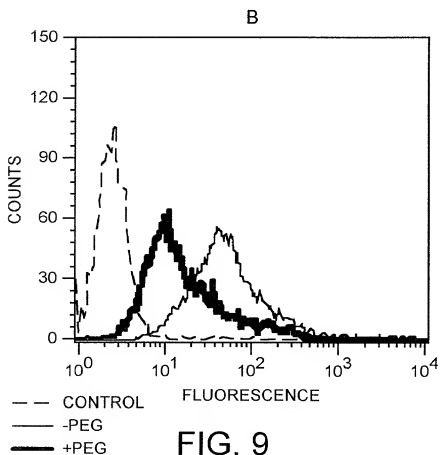 B
150
120
90
60
30
0
COUNTS
10^0 10^1 10^2 10^3 10^4
FLUORESCENCE
CONTROL
-PEG
+PEG
FIG. 9